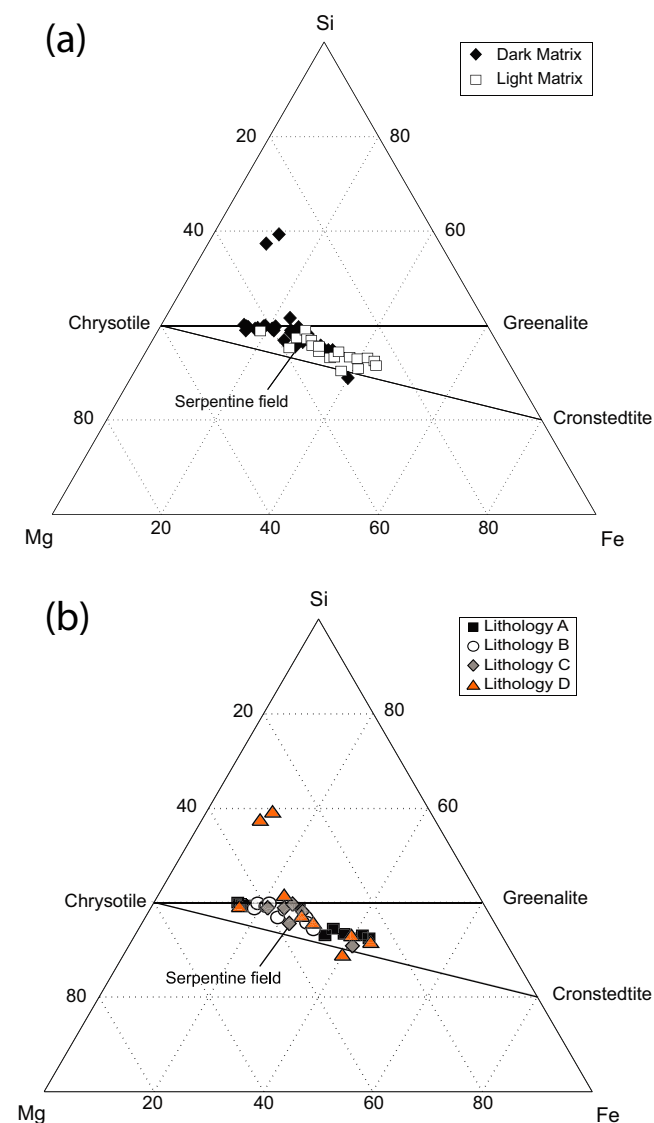 (a)
Si
Dark Matrix
Light Matrix
20
80
40
60
Chrysotile
Greenalite
Serpentine field
80
Cronstedtite
20
40
60
80
Mg
Fe
(b)
Si
Lithology A
Lithology B
Lithology C
Lithology D
20
80
40
60
Chrysotile
Greenalite
Serpentine field
80
Cronstedtite
20
40
60
80
Mg
Fe